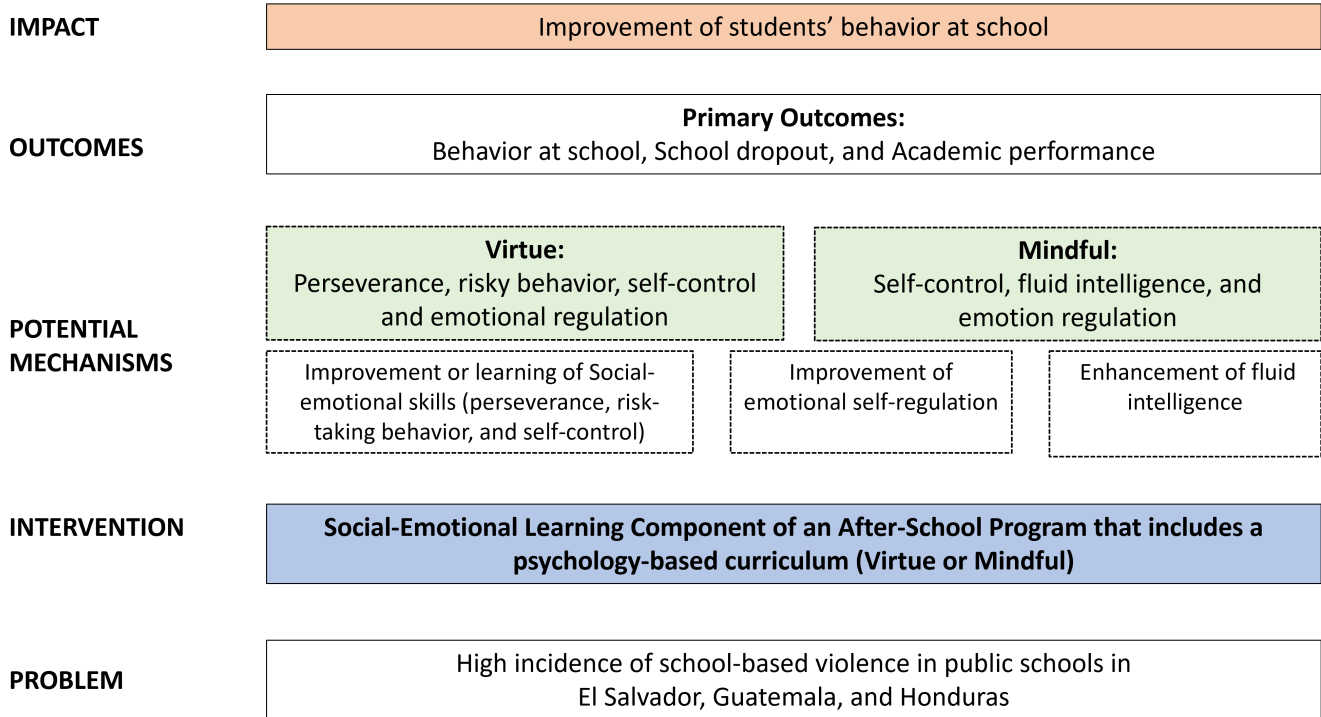 IMPACT
Improvement of students’ behavior at school
OUTCOMES
Primary Outcomes:
Behavior at school, School dropout, and Academic performance
POTENTIAL
MECHANISMS
Virtue:
Perseverance, risky behavior, self-control
and emotional regulation
Mindful:
Self-control, fluid intelligence, and
emotion regulation
Improvement or learning of Social-
emotional skills (perseverance, risk-
taking behavior, and self-control)
Improvement of
emotional self-regulation
Enhancement of fluid
intelligence
INTERVENTION
Social-Emotional Learning Component of an After-School Program that includes a
psychology-based curriculum (Virtue or Mindful)
PROBLEM
High incidence of school-based violence in public schools in
El Salvador, Guatemala, and Honduras